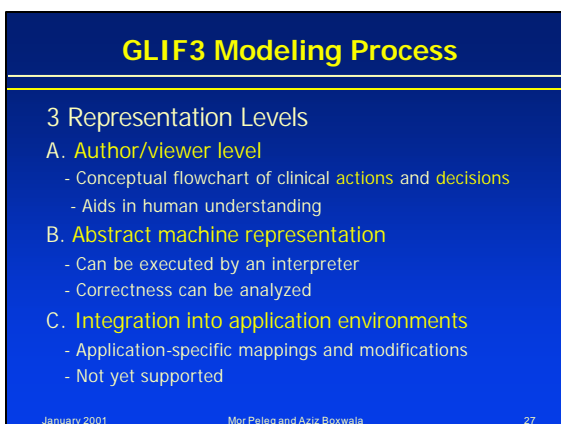 GLIF3 Modeling Process
3 Representation Levels
A. Author/viewer level
- Conceptual flowchart of clinical actions and decisions
- Aids in human understanding
B. Abstract machine representation
- Can be executed by an interpreter
- Correctness can be analyzed
C. Integration into application environments
- Application-specific mappings and modifications
- Not yet supported
January 2001 Mor Peleg and Aziz Boxwala 27